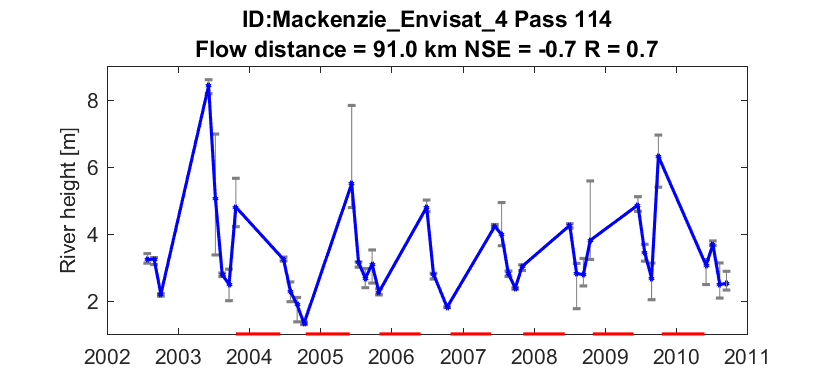 ID:Mackenzie_Envisat_4 Pass 114
Flow distance = 91.0 km NSE = -0.7 R = 0.7
River height [m]
8
6
4
2
2002 2003 2004 2005 2006 2007 2008 2009 2010 2011